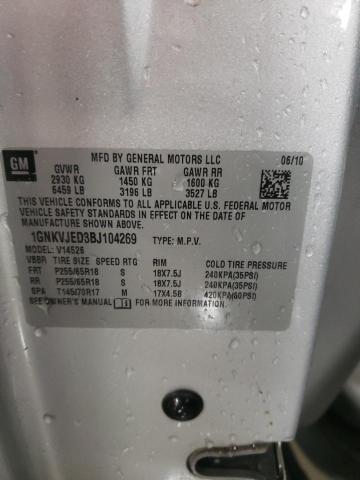 MFD BY GENERAL MOTORS LLC 06/10
GM GVWR GAWR FRT GAWR RR
2930 KG 1450 KG 1600 KG
6459 LB 3196 LB 3527 LB
THIS VEHICLE CONFORMS TO ALL APPLICABLE U.S. FEDERAL MOTOR
VEHICLE SAFETY STANDARDS IN EFFECT ON THE DATE OF
MANUFACTURE SHOWN ABOVE.
1GNKVJED3BJ104269 TYPE: M.P.V.
MODEL: V14526
VBBR TIRE SIZE SPEED RTG RIM COLD TIRE PRESSURE
FRT P255/65R18 S 18X7.5J 240KPA(35PSI)
RR P255/65R18 S 18X7.5J 240KPA(35PSI)
SPA T145/70R17 M 17X4.5B 420KPA(60PSI)
SEE OWNER'S MANUAL FOR ADDITIONAL INFORMATION.